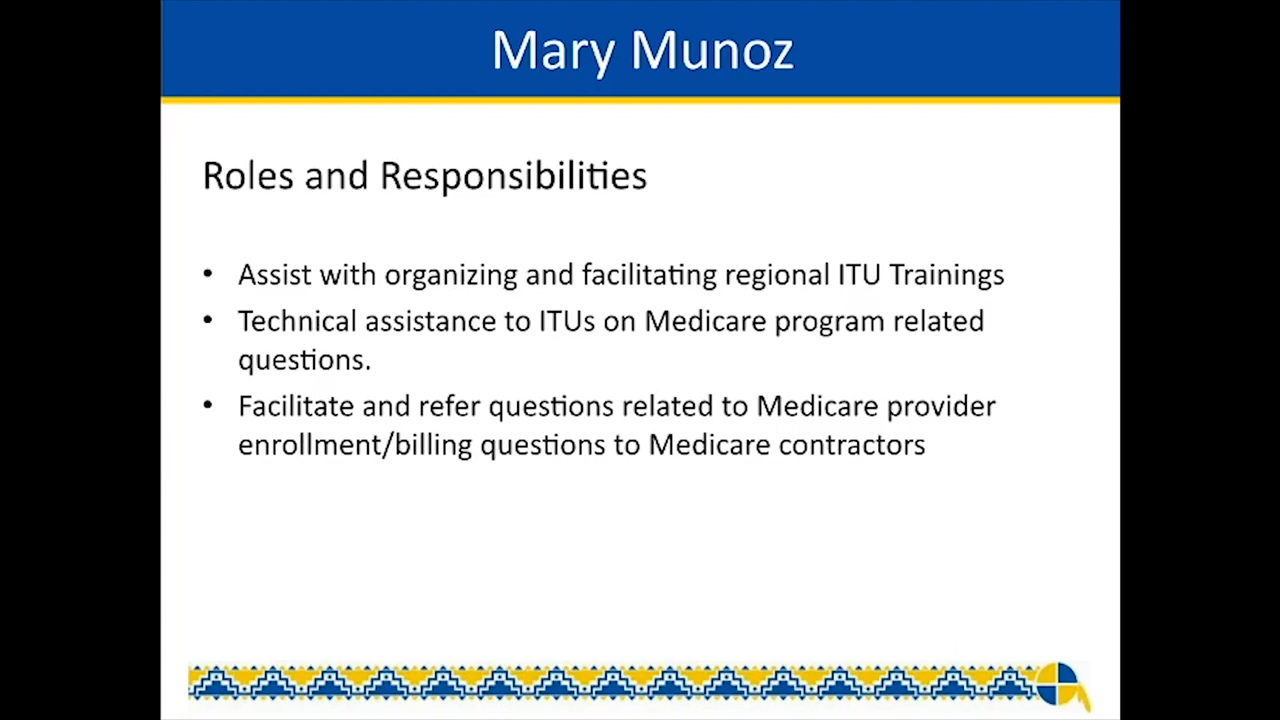 Mary Munoz
Roles and Responsibilities
• Assist with organizing and facilitating regional ITU Trainings
• Technical assistance to ITUs on Medicare program related
questions.
• Facilitate and refer questions related to Medicare provider
enrollment/billing questions to Medicare contractors